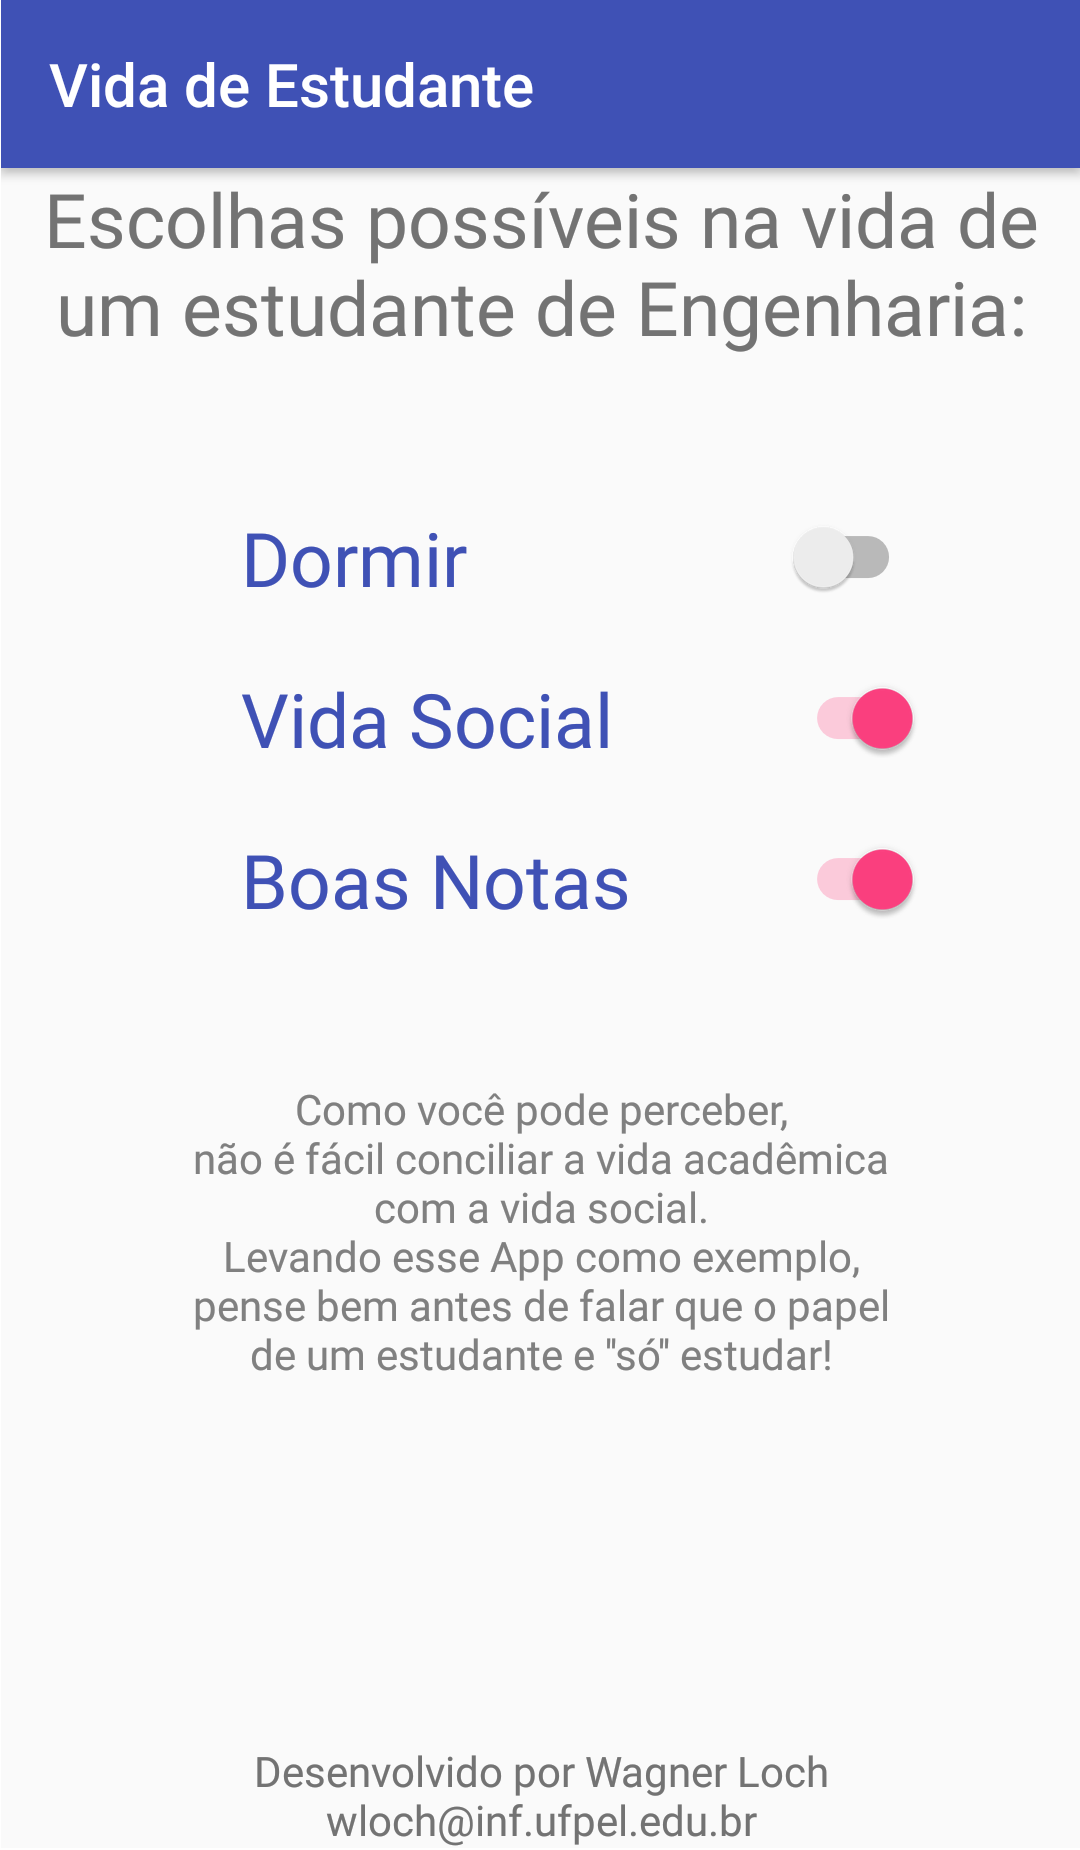 Vida de Estudante
Escolhas possíveis na vida de
um estudante de Engenharia:
Dormir
Vida Social
Boas Notas
Como você pode perceber,
não é fácil conciliar a vida acadêmica
com a vida social.
Levando esse App como exemplo,
pense bem antes de falar que o papel
de um estudante e "só" estudar!
Desenvolvido por Wagner Loch
wloch@inf.ufpel.edu.br